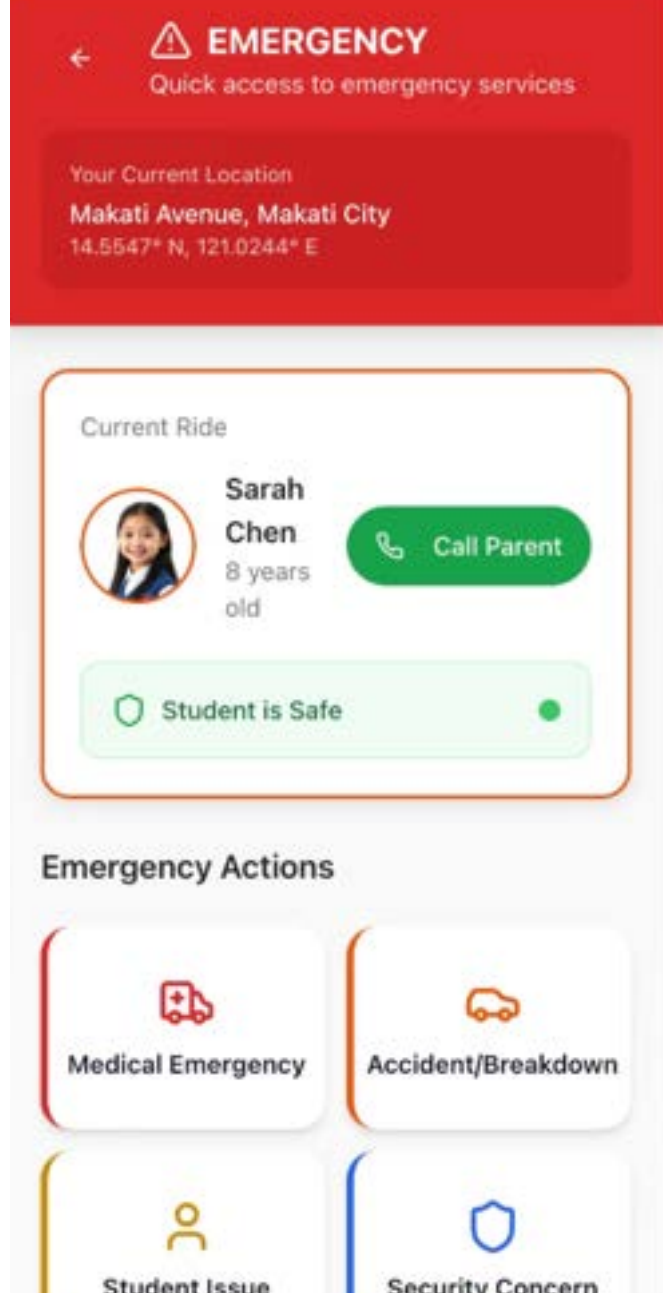 EMERGENCY
Quick access to emergency services
Your Current Location
Makati Avenue, Makati City
14.5547° N, 121.0244° E
Current Ride
Sarah
Chen
8 years
old
Call Parent
Student is Safe
Emergency Actions
Medical Emergency
Accident/Breakdown
Student Issue
Security Concern